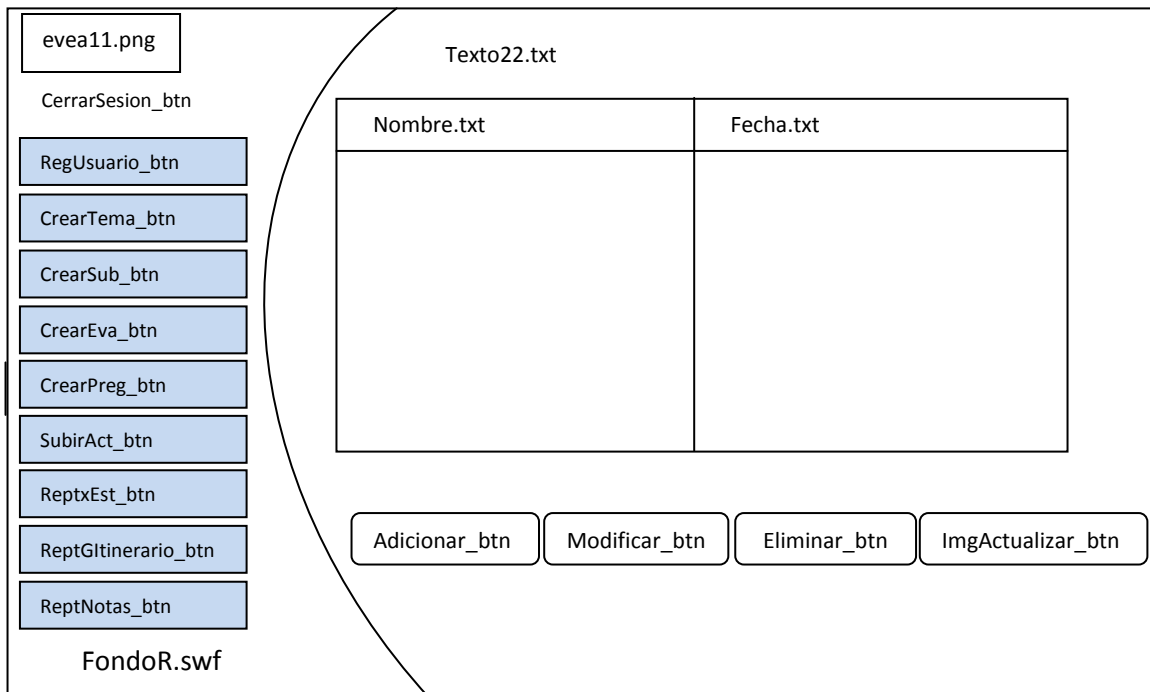 evea11.png
CerrarSesion_btn
RegUsuario_btn
CrearTema_btn
CrearSub_btn
CrearEva_btn
CrearPreg_btn
SubirAct_btn
ReptxEst_btn
ReptGItinerario_btn
ReptNotas_btn
FondoR.swf
Texto22.txt
Nombre.txt
Fecha.txt
Adicionar_btn
Modificar_btn
Eliminar_btn
ImgActualizar_btn